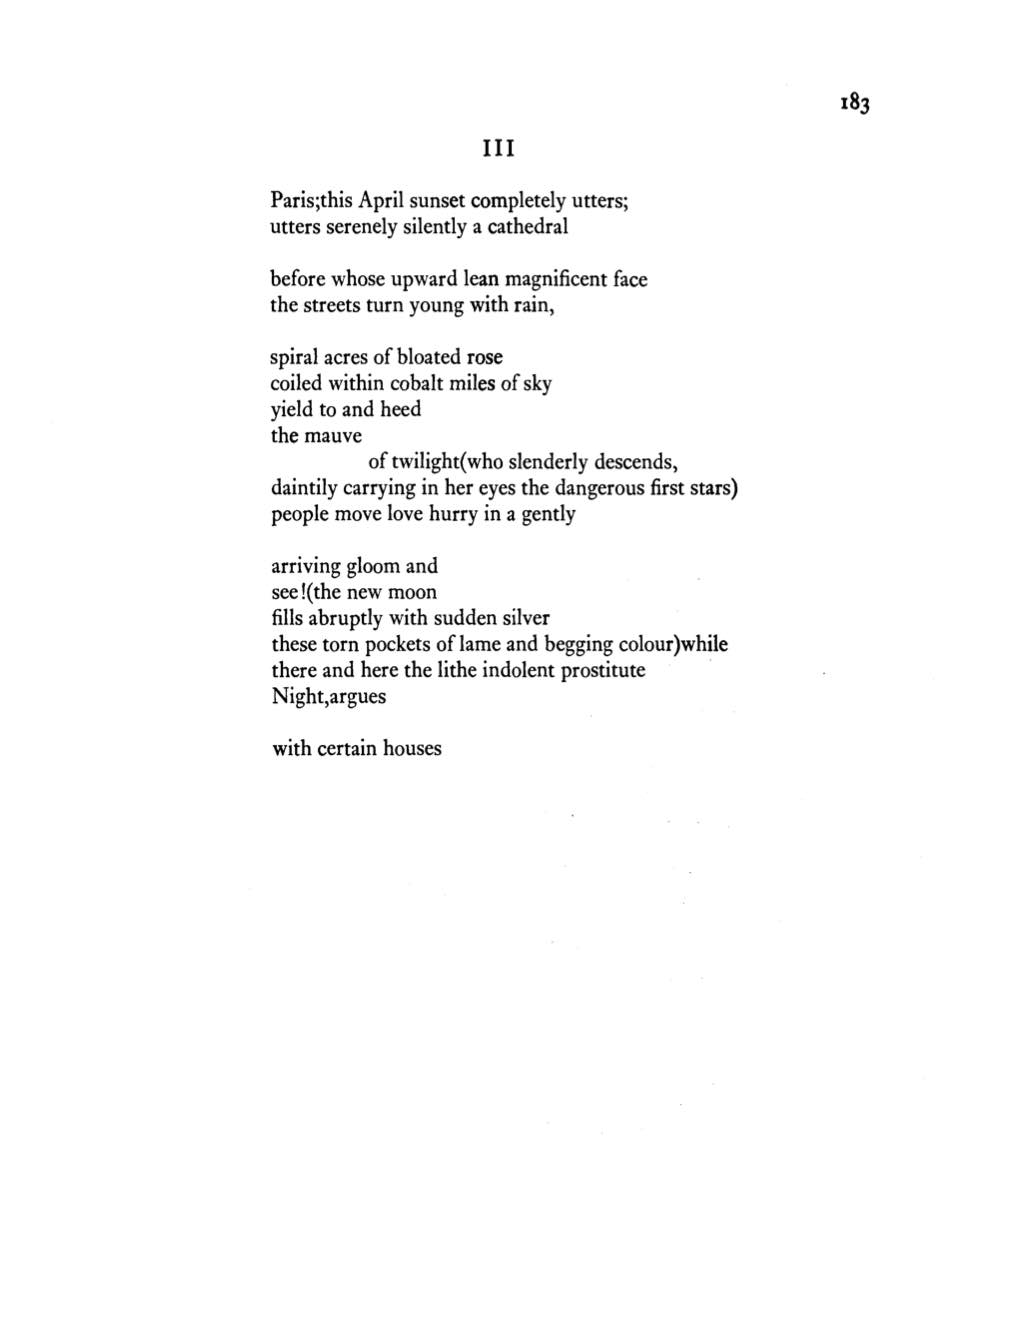 183
III
Paris;this April sunset completely utters;
utters serenely silently a cathedral
before whose upward lean magnificent face
the streets turn young with rain,
spiral acres of bloated rose
coiled within cobalt miles of sky
yield to and heed
the mauve
of twilight(who slenderly descends,
daintily carrying in her eyes the dangerous first stars)
people move love hurry in a gently
arriving gloom and
see!(the new moon
fills abruptly with sudden silver
these torn pockets of lame and begging colour)while
there and here the lithe indolent prostitute
Night,argues
with certain houses